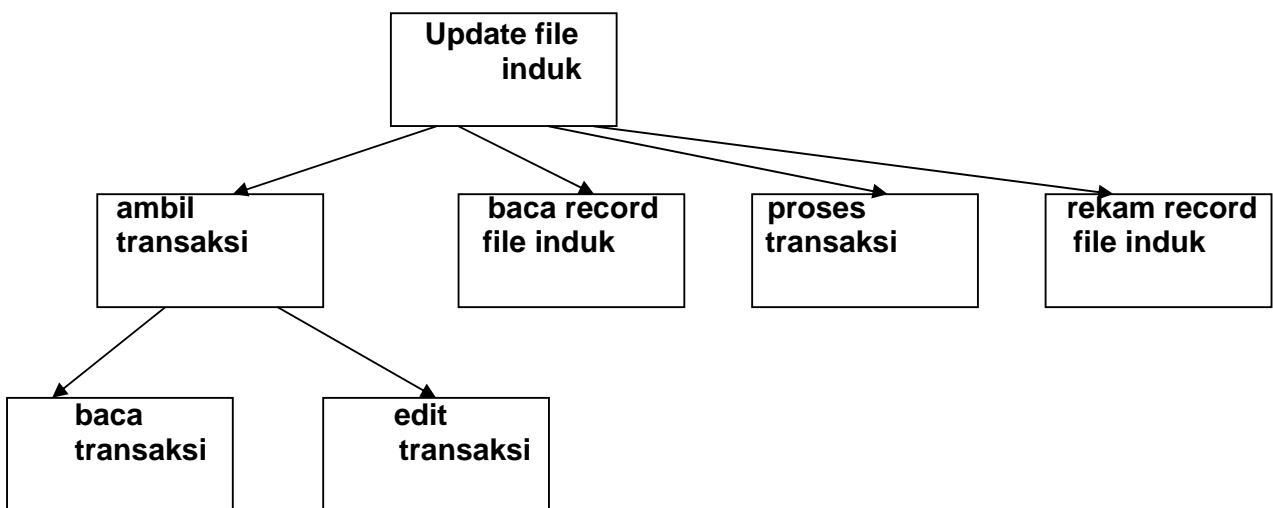 Update file
induk
ambil
transaksi
baca record
file induk
proses
transaksi
rekam record
file induk
baca
transaksi
edit
transaksi